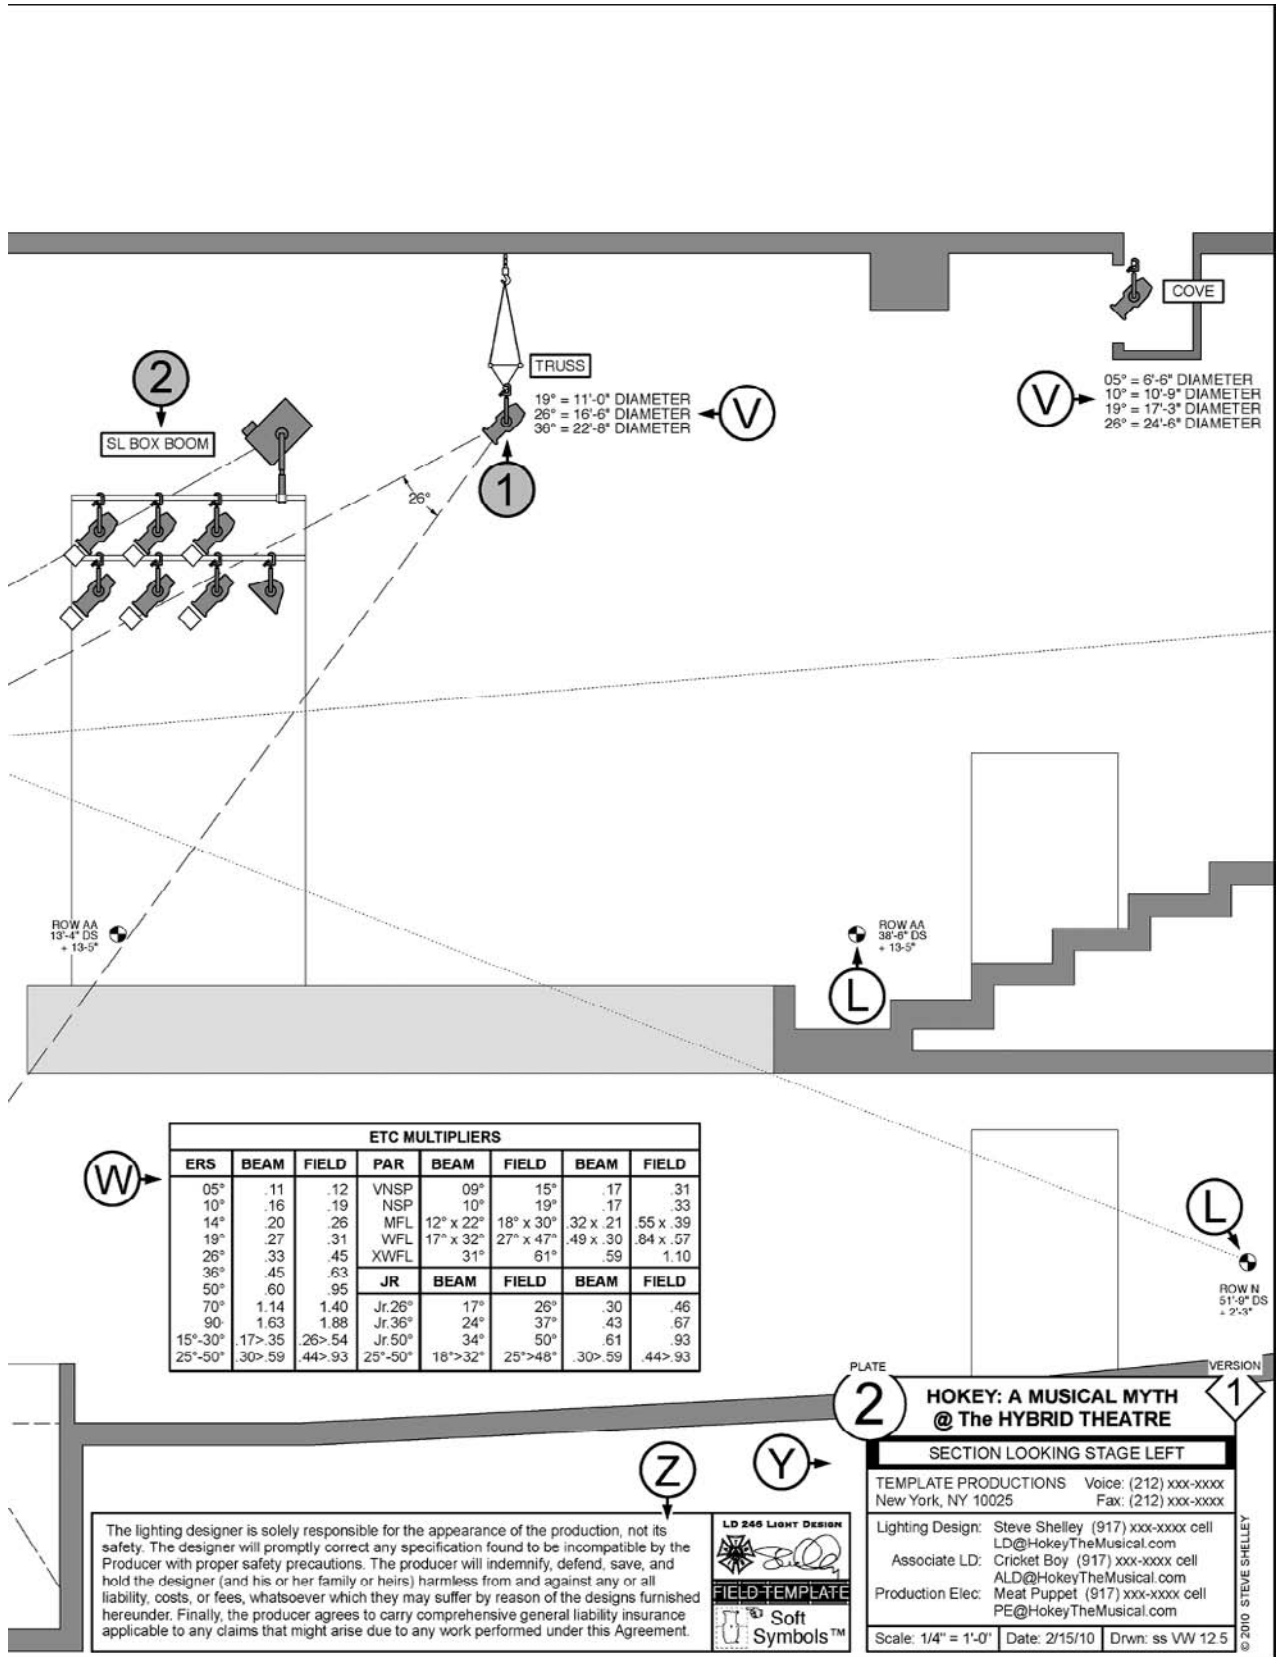 COVE
05° = 6'-6" DIAMETER
10° = 10'-9" DIAMETER
19° = 17'-3" DIAMETER
26° = 24'-6" DIAMETER
V
2
SL BOX BOOM
TRUSS
19° = 11'-0" DIAMETER
26° = 16'-6" DIAMETER
36° = 22'-8" DIAMETER
V
1
26°
ROW AA
13'-4" DS
+ 13-5"
ROW AA
38'-6" DS
+ 13-5"
L
W
ETC MULTIPLIERS
ERS BEAM FIELD PAR BEAM FIELD BEAM FIELD
05° .11 .12 VNSP 09° 15° .17 .31
10° .16 .19 NSP 10° 19° .17 .33
14° .20 .26 MFL 12° x 22° 18° x 30° .32 x .21 .55 x .39
19° .27 .31 WFL 17° x 32° 27° x 47° .49 x .30 .84 x .57
26° .33 .45 XWFL 31° 61° .59 1.10
36° .45 .63
50° .60 .95
JR BEAM FIELD BEAM FIELD
70° 1.14 1.40 Jr.26° 17° 26° .30 .46
90· 1.63 1.88 Jr.36° 24° 37° .43 .67
15°-30° .17>.35 .26>.54 Jr.50° 34° 50° .61 .93
25°-50° .30>.59 .44>.93 25°-50° 18°>32° 25°>48° .30>.59 .44>.93
L
ROW N
51'-9" DS
+ 2'-3"
PLATE
2
VERSION
1
HOKEY: A MUSICAL MYTH
@ The HYBRID THEATRE
SECTION LOOKING STAGE LEFT
Y
TEMPLATE PRODUCTIONS Voice: (212) xxx-xxxx
New York, NY 10025 Fax: (212) xxx-xxxx
Lighting Design: Steve Shelley (917) xxx-xxxx cell
LD@HokeyTheMusical.com
Associate LD: Cricket Boy (917) xxx-xxxx cell
ALD@HokeyTheMusical.com
Production Elec: Meat Puppet (917) xxx-xxxx cell
PE@HokeyTheMusical.com
Scale: 1/4" = 1'-0" Date: 2/15/10 Drwn: ss VW 12.5
© 2010 STEVE SHELLEY
Z
The lighting designer is solely responsible for the appearance of the production, not its
safety. The designer will promptly correct any specification found to be incompatible by the
Producer with proper safety precautions. The producer will indemnify, defend, save, and
hold the designer (and his or her family or heirs) harmless from and against any or all
liability, costs, or fees, whatsoever which they may suffer by reason of the designs furnished
hereunder. Finally, the producer agrees to carry comprehensive general liability insurance
applicable to any claims that might arise due to any work performed under this Agreement.
LD 246 LIGHT DESIGN
FIELD TEMPLATE
Soft
Symbols™